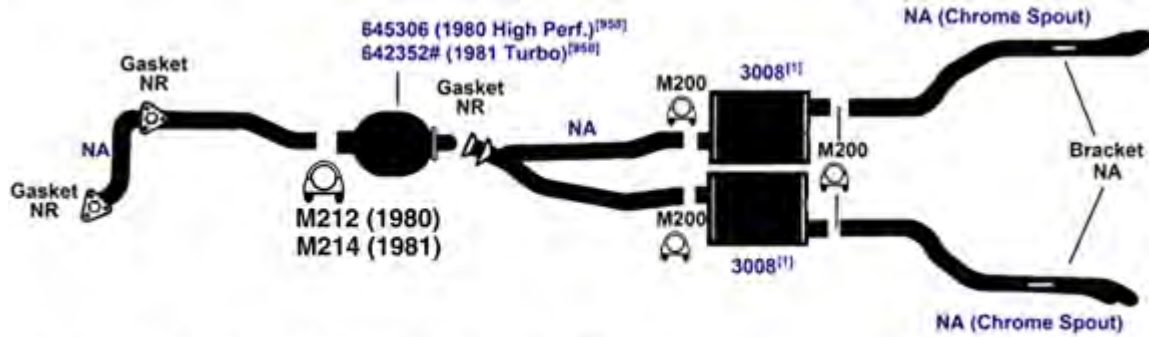 NA (Chrome Spout)
645306 (1980 High Perf.)[950]
642352# (1981 Turbo)[950]
Gasket
NR
Gasket
NR
M200
3008[1]
NA
NA
M200
Bracket
NA
Gasket
NR
M212 (1980)
M214 (1981)
M200
3008[1]
NA (Chrome Spout)